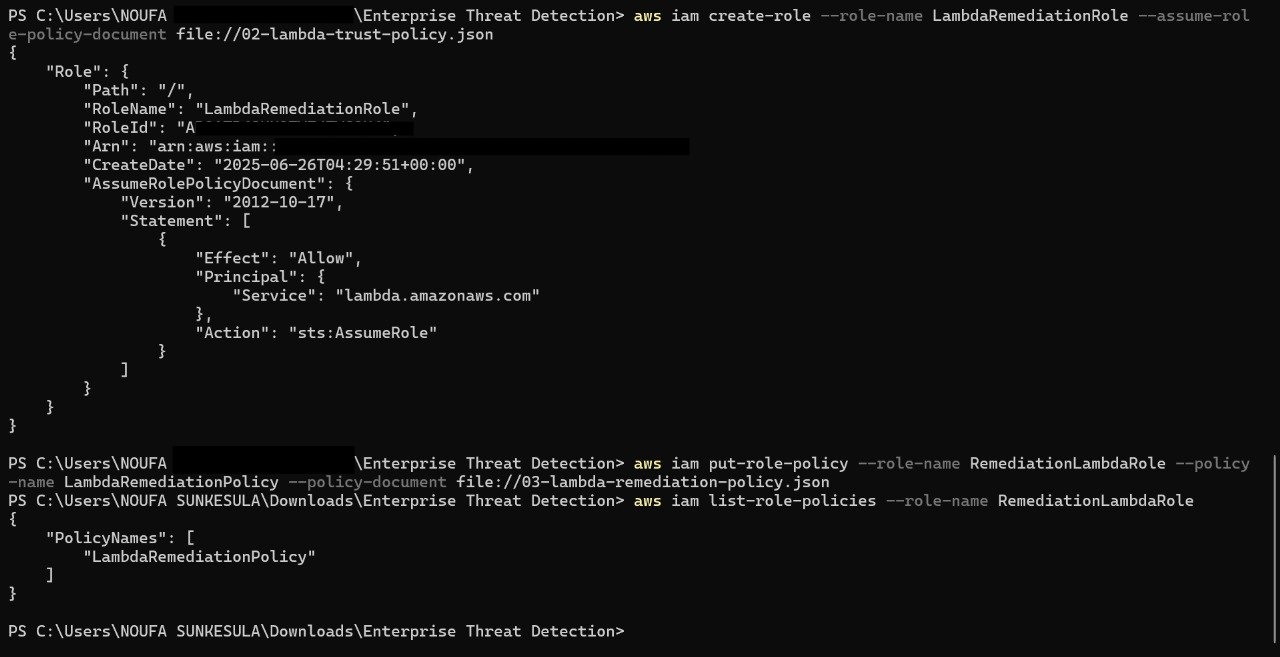 PS C:\Users\NOUFA \Enterprise Threat Detection> aws iam create-role --role-name LambdaRemediationRole --assume-rol
e-policy-document file://02-lambda-trust-policy.json
{
    "Role": {
        "Path": "/",
        "RoleName": "LambdaRemediationRole",
        "RoleId": "A
        "Arn": "arn:aws:iam::
        "CreateDate": "2025-06-26T04:29:51+00:00",
        "AssumeRolePolicyDocument": {
            "Version": "2012-10-17",
            "Statement": [
                {
                    "Effect": "Allow",
                    "Principal": {
                        "Service": "lambda.amazonaws.com"
                    },
                    "Action": "sts:AssumeRole"
                }
            ]
        }
    }
}
PS C:\Users\NOUFA \Enterprise Threat Detection> aws iam put-role-policy --role-name RemediationLambdaRole --policy
-name LambdaRemediationPolicy --policy-document file://03-lambda-remediation-policy.json
PS C:\Users\NOUFA SUNKESULA\Downloads\Enterprise Threat Detection> aws iam list-role-policies --role-name RemediationLambdaRole
{
    "PolicyNames": [
        "LambdaRemediationPolicy"
    ]
}
PS C:\Users\NOUFA SUNKESULA\Downloads\Enterprise Threat Detection>